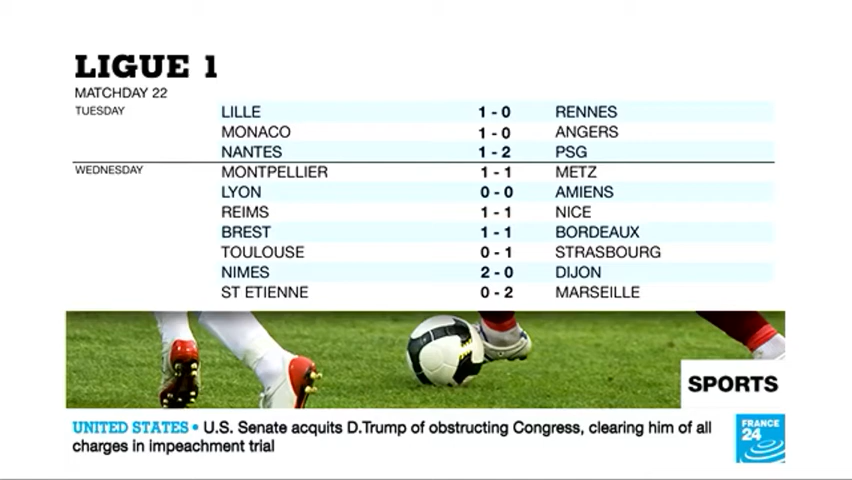 LIGUE 1
MATCHDAY 22
TUESDAY LILLE 1 - 0 RENNES
MONACO 1 - 0 ANGERS
NANTES 1 - 2 PSG
WEDNESDAY MONTPELLIER 1 - 1 METZ
LYON 0 - 0 AMIENS
REIMS 1 - 1 NICE
BREST 1 - 1 BORDEAUX
TOULOUSE 0 - 1 STRASBOURG
NIMES 2 - 0 DIJON
ST ETIENNE 0 - 2 MARSEILLE
SPORTS
UNITED STATES • U.S. Senate acquits D.Trump of obstructing Congress, clearing him of all
charges in impeachment trial
FRANCE
24